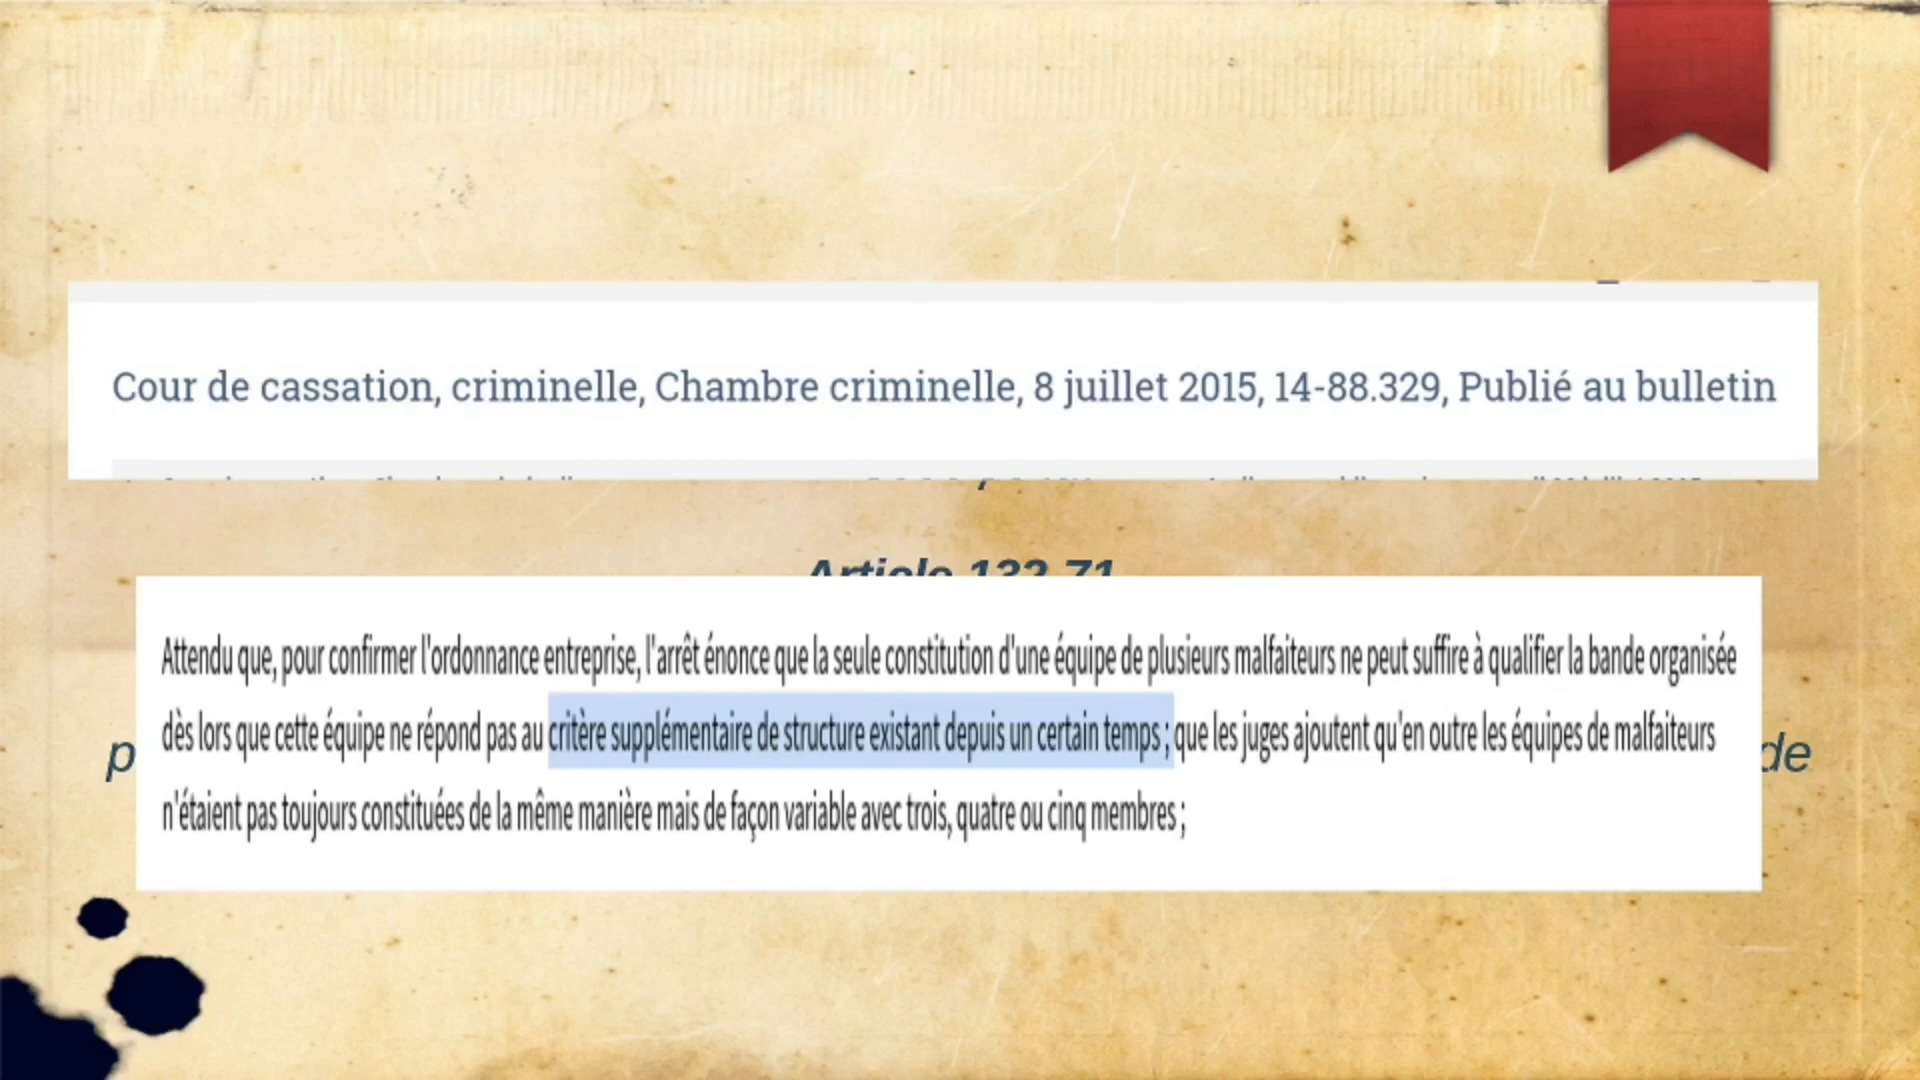 Cour de cassation, criminelle, Chambre criminelle, 8 juillet 2015, 14-88.329, Publié au bulletin
Article 132-71
Attendu que, pour confirmer l'ordonnance entreprise, l'arrêt énonce que la seule constitution d'une équipe de plusieurs malfaiteurs ne peut suffire à qualifier la bande organisée
dès lors que cette équipe ne répond pas au critère supplémentaire de structure existant depuis un certain temps ; que les juges ajoutent qu'en outre les équipes de malfaiteurs
p de
n'étaient pas toujours constituées de la même manière mais de façon variable avec trois, quatre ou cinq membres ;